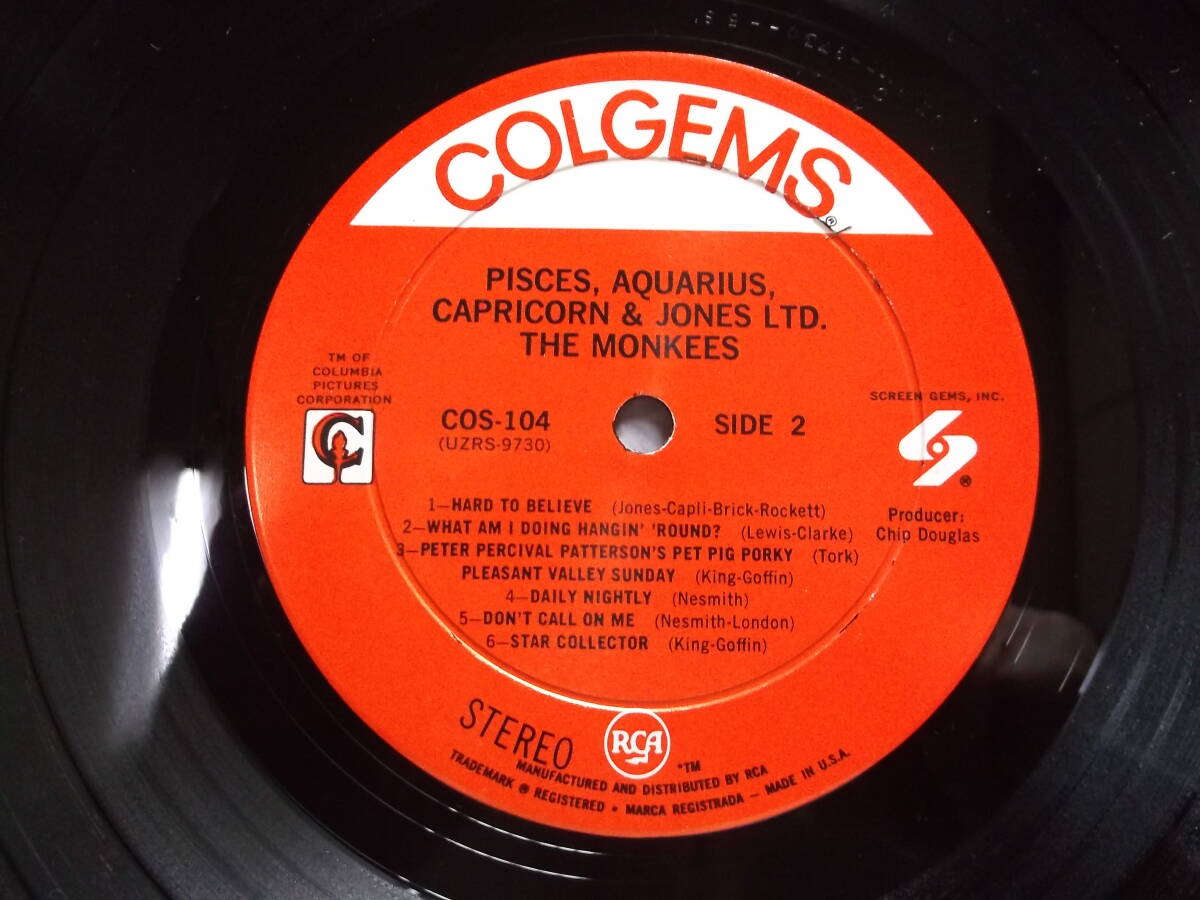 COLGEMS®
PISCES, AQUARIUS,
CAPRICORN & JONES LTD.
THE MONKEES
TM OF
COLUMBIA
PICTURES
CORPORATION
C
SCREEN GEMS, INC.
S
®
COS-104
(UZRS-9730)
SIDE 2
Producer:
Chip Douglas
1—HARD TO BELIEVE (Jones-Capli-Brick-Rockett)
2—WHAT AM I DOING HANGIN' 'ROUND? (Lewis-Clarke)
3—PETER PERCIVAL PATTERSON'S PET PIG PORKY (Tork)
PLEASANT VALLEY SUNDAY (King-Goffin)
4—DAILY NIGHTLY (Nesmith)
5—DON'T CALL ON ME (Nesmith-London)
6—STAR COLLECTOR (King-Goffin)
STEREO
RCA
"TM
MANUFACTURED AND DISTRIBUTED BY RCA
TRADEMARK ® REGISTERED • MARCA REGISTRADA — MADE IN U.S.A.